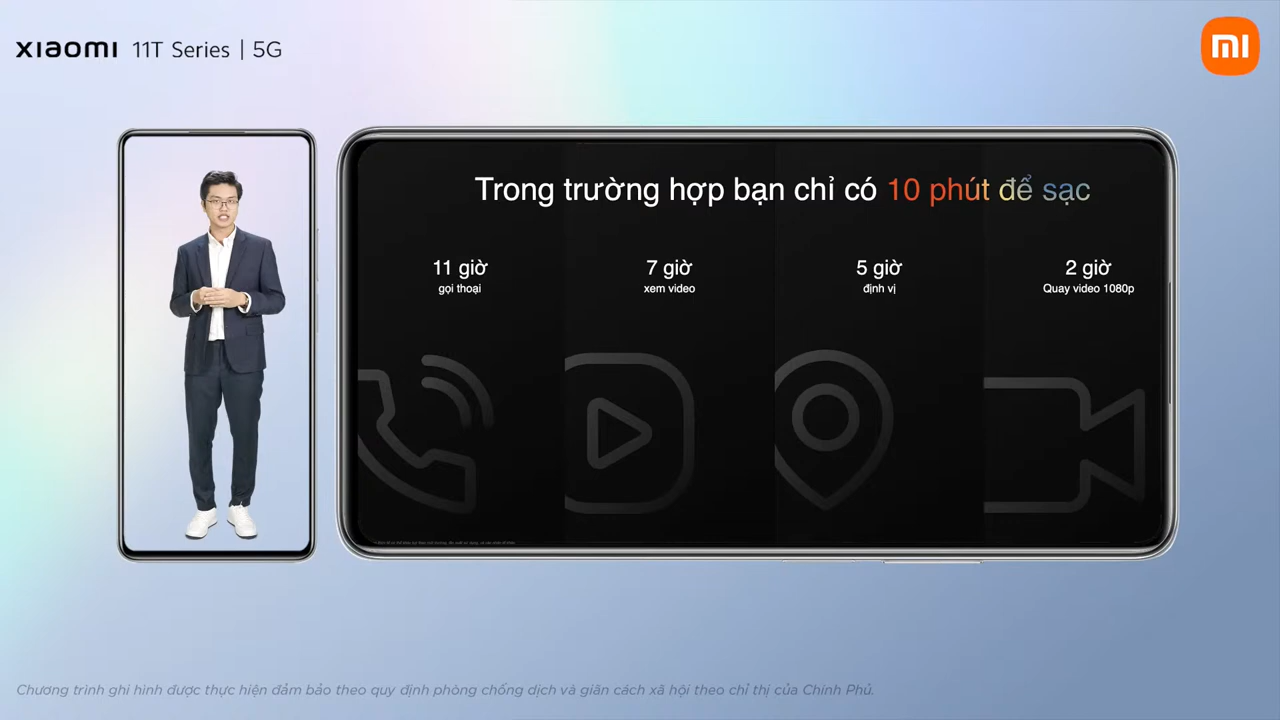 xiaomi 11T Series | 5G
mi
Trong trường hợp bạn chỉ có 10 phút để sạc
11 giờ
gọi thoại
7 giờ
xem video
5 giờ
định vị
2 giờ
Quay video 1080p
Chương trình ghi hình được thực hiện đảm bảo theo quy định phòng chống dịch và giãn cách xã hội theo chỉ thị của Chính Phủ.